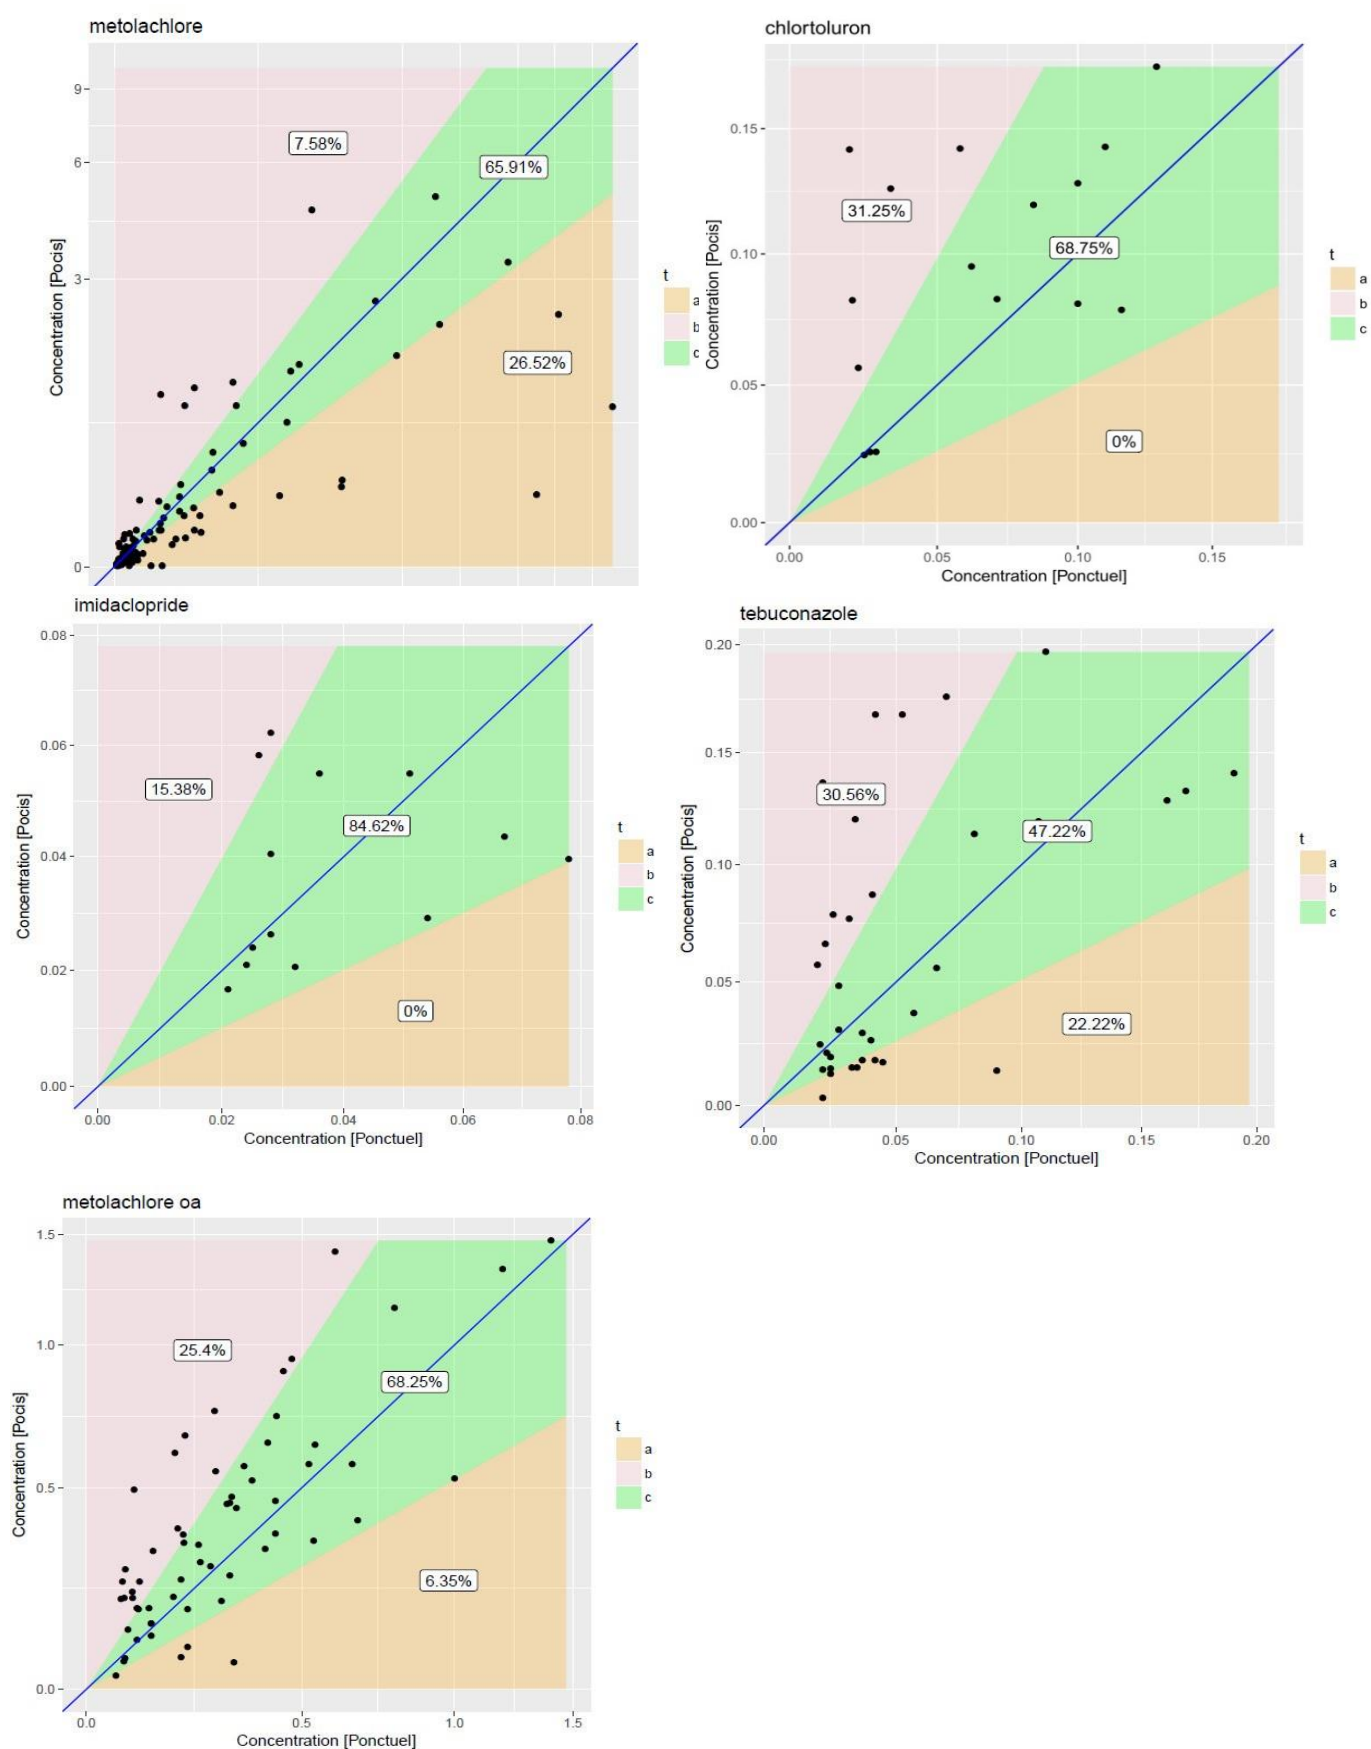 metolachlore
9
6
3
0
Concentration [Pocis]
7.58%
65.91%
26.52%
t
a
b
c
chlortoluron
0.15
0.10
0.05
0.00
Concentration [Pocis]
31.25%
68.75%
0%
0.00
0.05
0.10
0.15
Concentration [Ponctuel]
t
a
b
c
imidaclopride
0.08
0.06
0.04
0.02
0.00
Concentration [Pocis]
15.38%
84.62%
0%
0.00
0.02
0.04
0.06
0.08
Concentration [Ponctuel]
t
a
b
c
tebuconazole
0.20
0.15
0.10
0.05
0.00
Concentration [Pocis]
30.56%
47.22%
22.22%
0.00
0.05
0.10
0.15
0.20
Concentration [Ponctuel]
t
a
b
c
metolachlore oa
1.5
1.0
0.5
0.0
Concentration [Pocis]
25.4%
68.25%
6.35%
0.0
0.5
1.0
1.5
Concentration [Ponctuel]
t
a
b
c